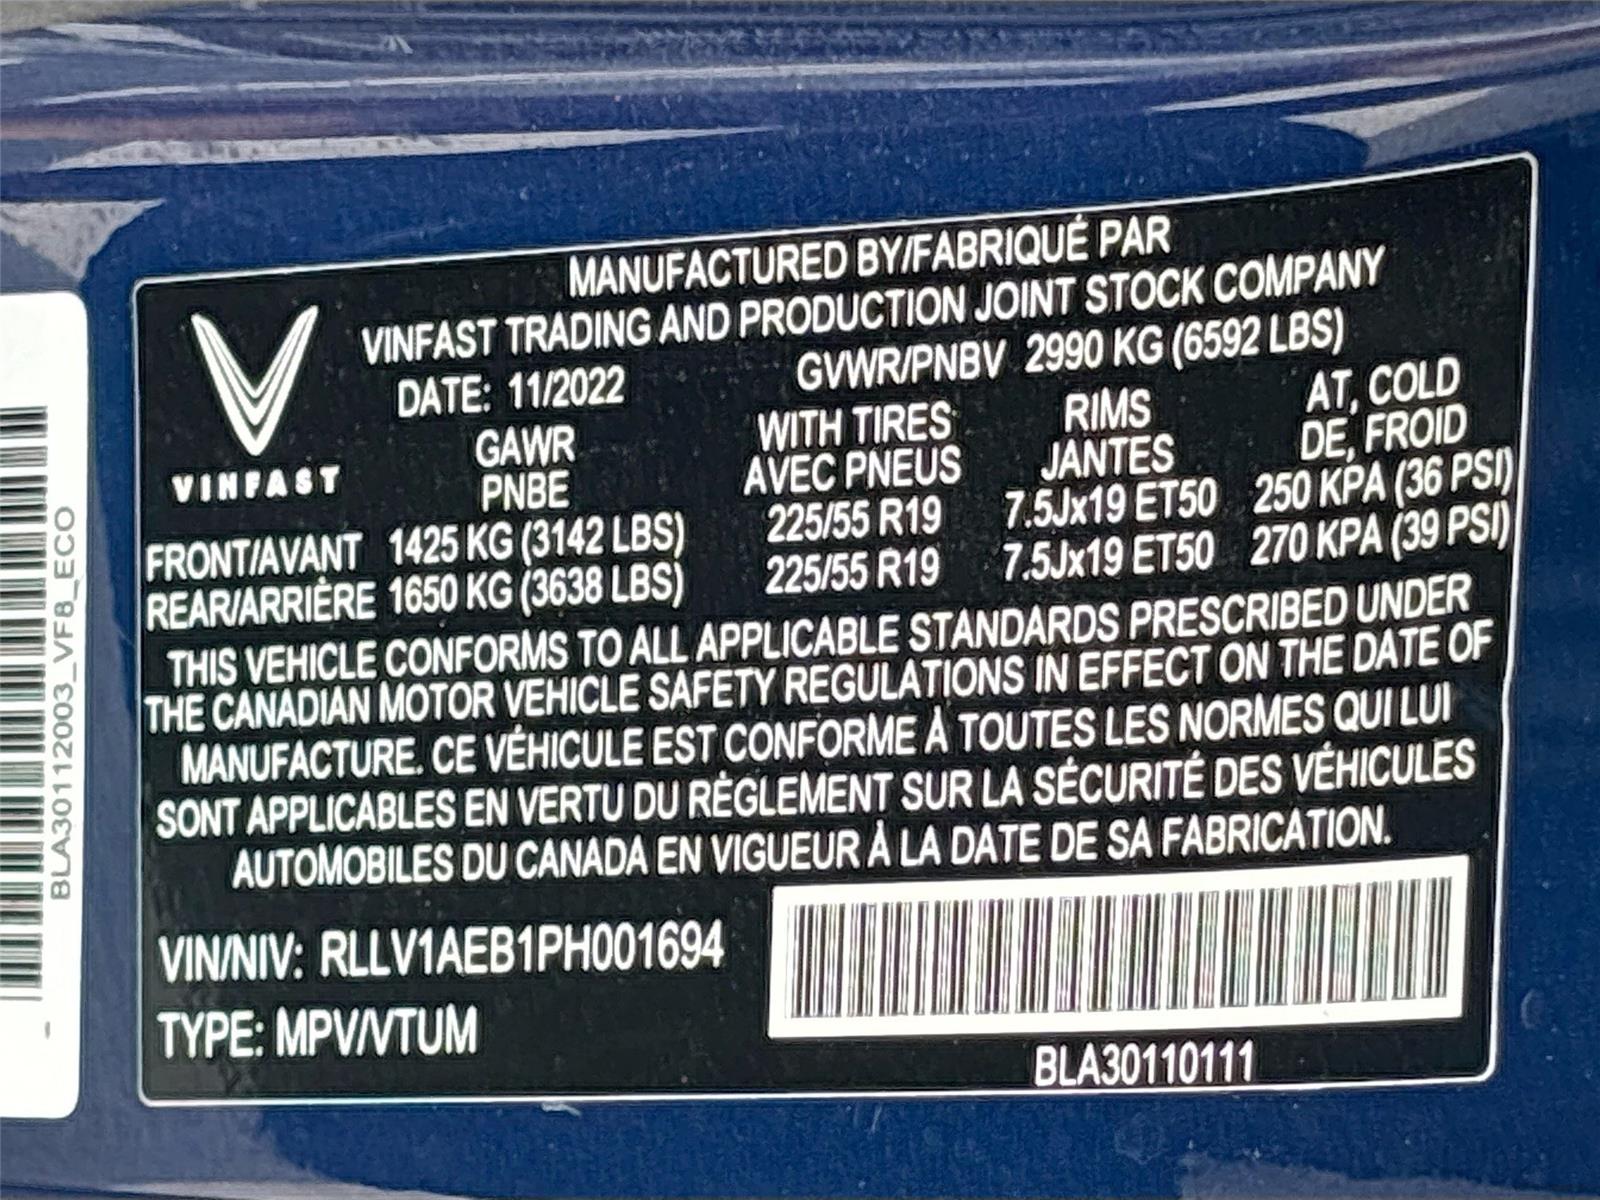 MANUFACTURED BY/FABRIQUÉ PAR
VINFAST TRADING AND PRODUCTION JOINT STOCK COMPANY
DATE: 11/2022 GVWR/PNBV 2990 KG (6592 LBS)
GAWR WITH TIRES RIMS AT, COLD
PNBE AVEC PNEUS JANTES DE, FROID
VINFAST
FRONT/AVANT 1425 KG (3142 LBS) 225/55 R19 7.5Jx19 ET50 250 KPA (36 PSI)
REAR/ARRIÈRE 1650 KG (3638 LBS) 225/55 R19 7.5Jx19 ET50 270 KPA (39 PSI)
THIS VEHICLE CONFORMS TO ALL APPLICABLE STANDARDS PRESCRIBED UNDER
THE CANADIAN MOTOR VEHICLE SAFETY REGULATIONS IN EFFECT ON THE DATE OF
MANUFACTURE. CE VÉHICULE EST CONFORME À TOUTES LES NORMES QUI LUI
SONT APPLICABLES EN VERTU DU RÈGLEMENT SUR LA SÉCURITÉ DES VÉHICULES
AUTOMOBILES DU CANADA EN VIGUEUR À LA DATE DE SA FABRICATION.
VIN/NIV: RLLV1AEB1PH001694
TYPE: MPV/VTUM
BLA30110111
BLA30112003_VF8_ECO